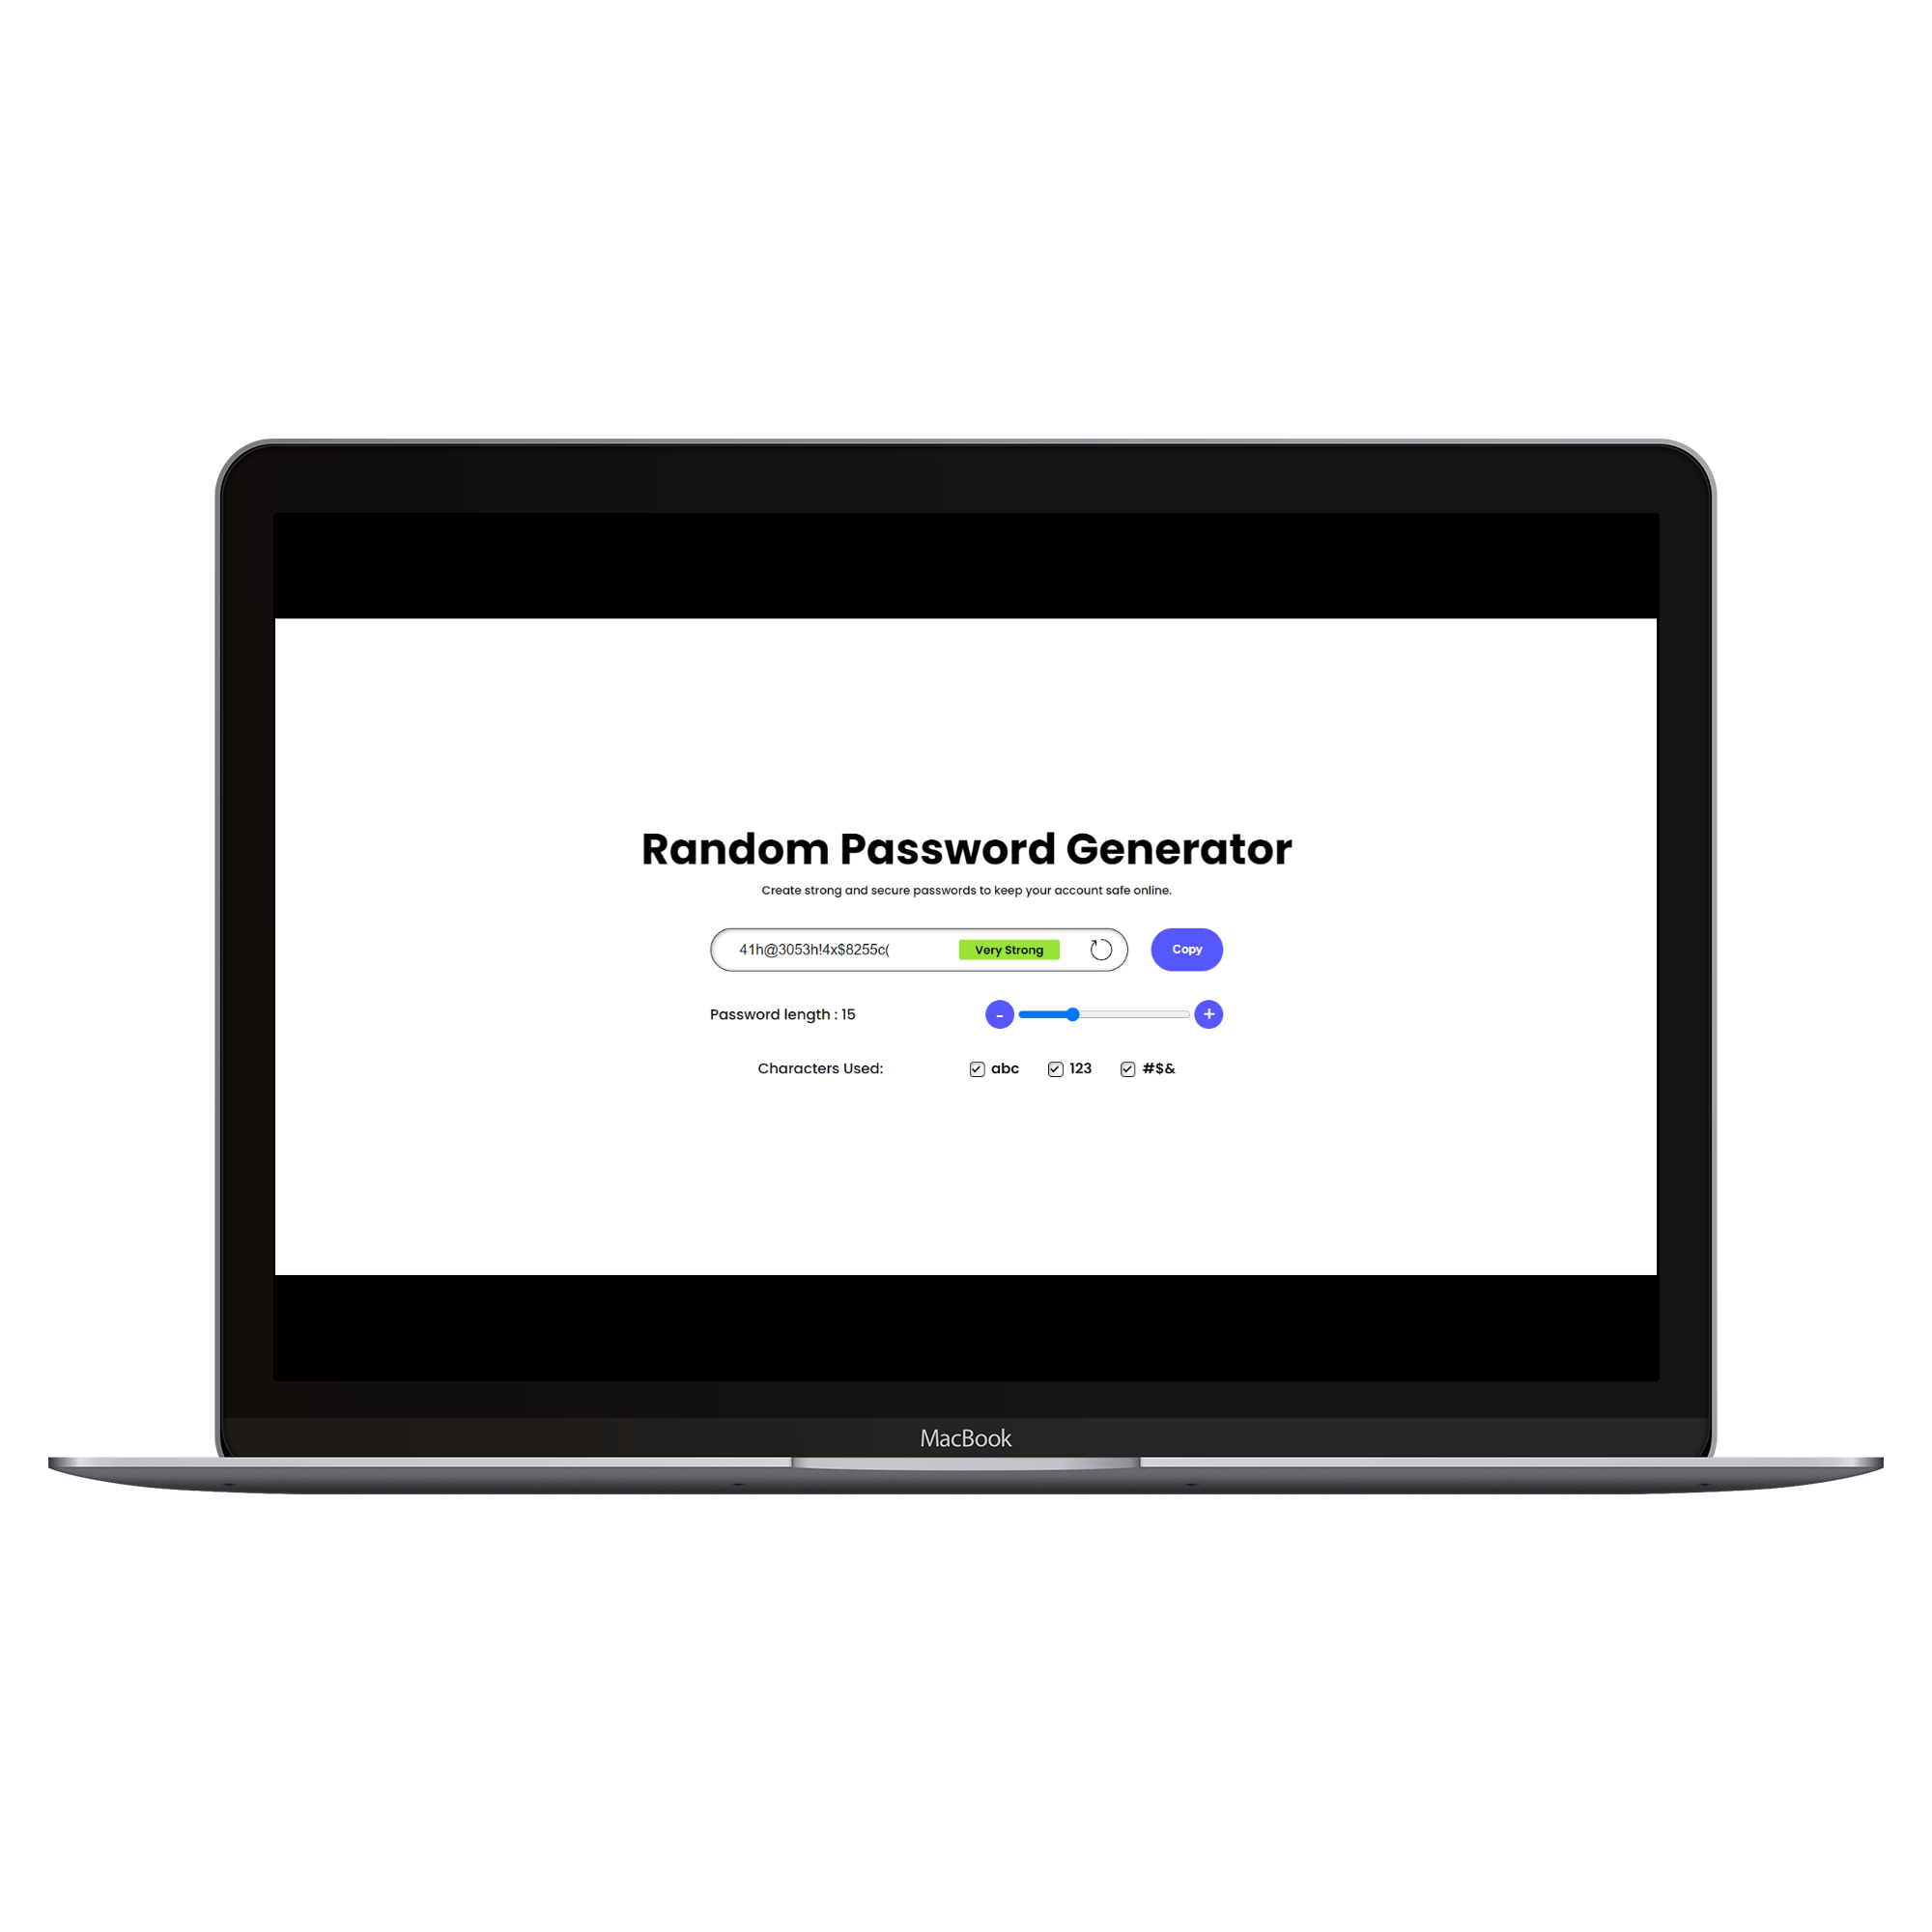 Random Password Generator
Create strong and secure passwords to keep your account safe online.
41h@3053h!4x$8255c( Very Strong Copy
Password length : 15 - +
Characters Used: abc 123 #$&
MacBook